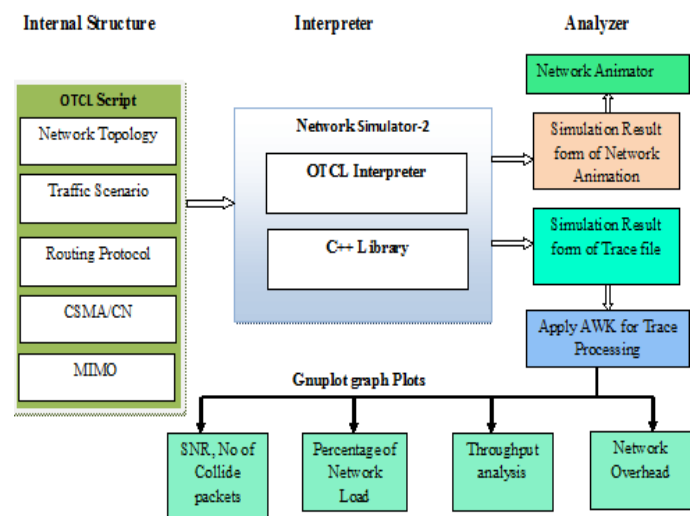 Internal Structure
Interpreter
Analyzer
OTCL Script
Network Topology
Traffic Scenario
Routing Protocol
CSMA/CN
MIMO
Network Simulator-2
OTCL Interpreter
C++ Library
Network Animator
Simulation Result
form of Network
Animation
Simulation Result
form of Trace file
Apply AWK for Trace
Processing
Gnuplot graph Plots
SNR, No of
Collide
packets
Percentage of
Network
Load
Throughput
analysis
Network
Overhead